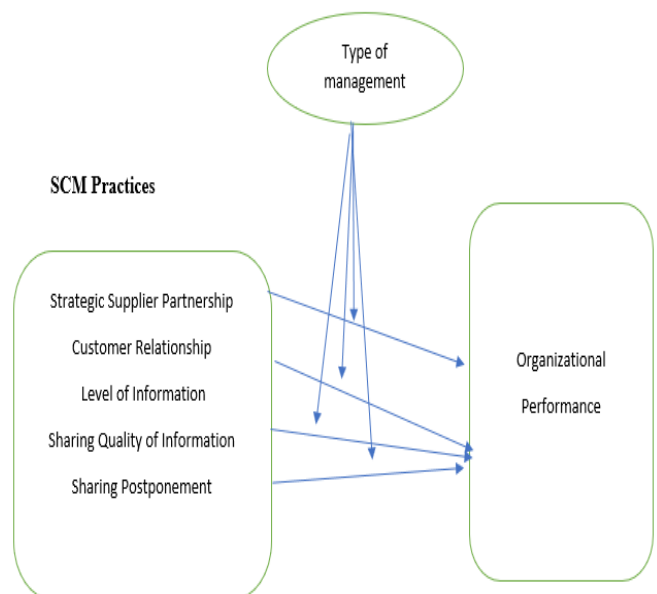 Type of
management
SCM Practices
Strategic Supplier Partnership
Customer Relationship
Level of Information
Sharing Quality of Information
Sharing Postponement
Organizational
Performance